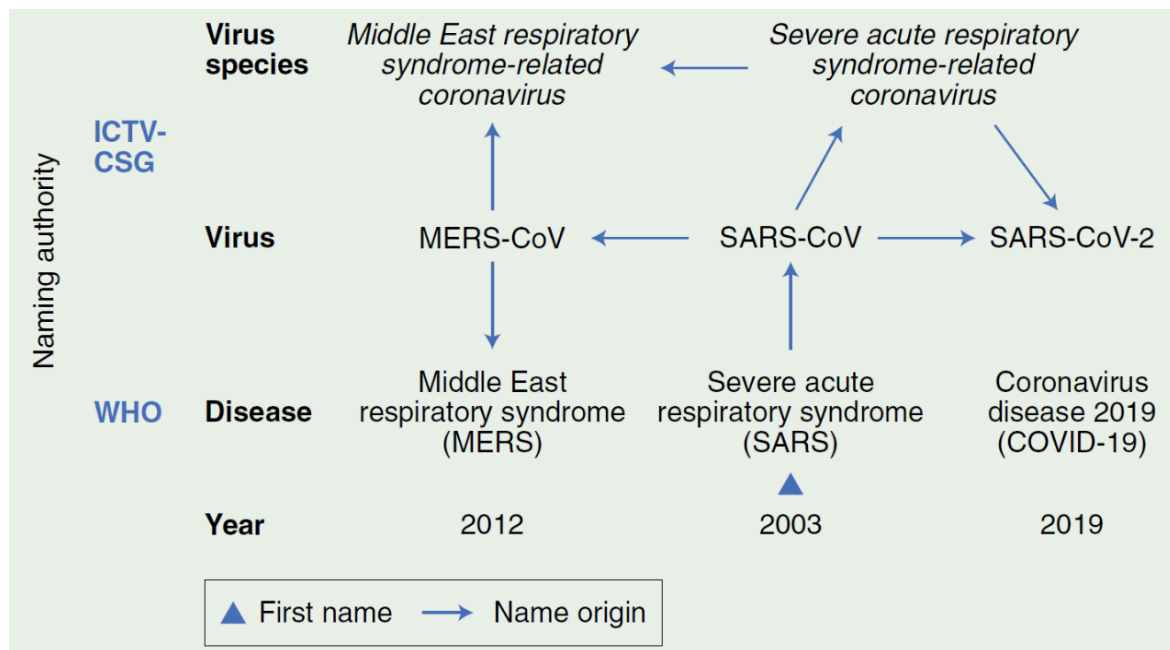 Virus
species
Middle East respiratory
syndrome-related
coronavirus
Severe acute respiratory
syndrome-related
coronavirus
Naming authority
ICTV-
CSG
Virus
MERS-CoV
SARS-CoV
SARS-CoV-2
WHO
Disease
Middle East
respiratory syndrome
(MERS)
Severe acute
respiratory syndrome
(SARS)
Coronavirus
disease 2019
(COVID-19)
Year
2012
2003
2019
First name
Name origin